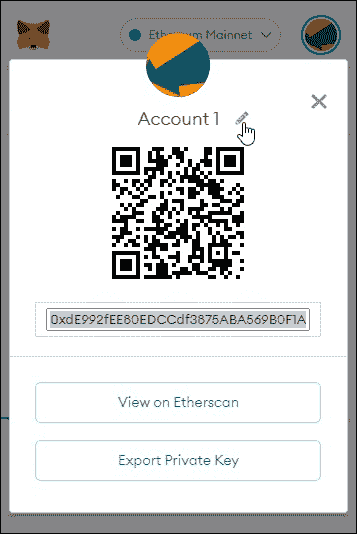 Ethereum Mainnet
Account 1
0xdE992fEE80EDCCdf3875ABA569B0F1A
View on Etherscan
Export Private Key